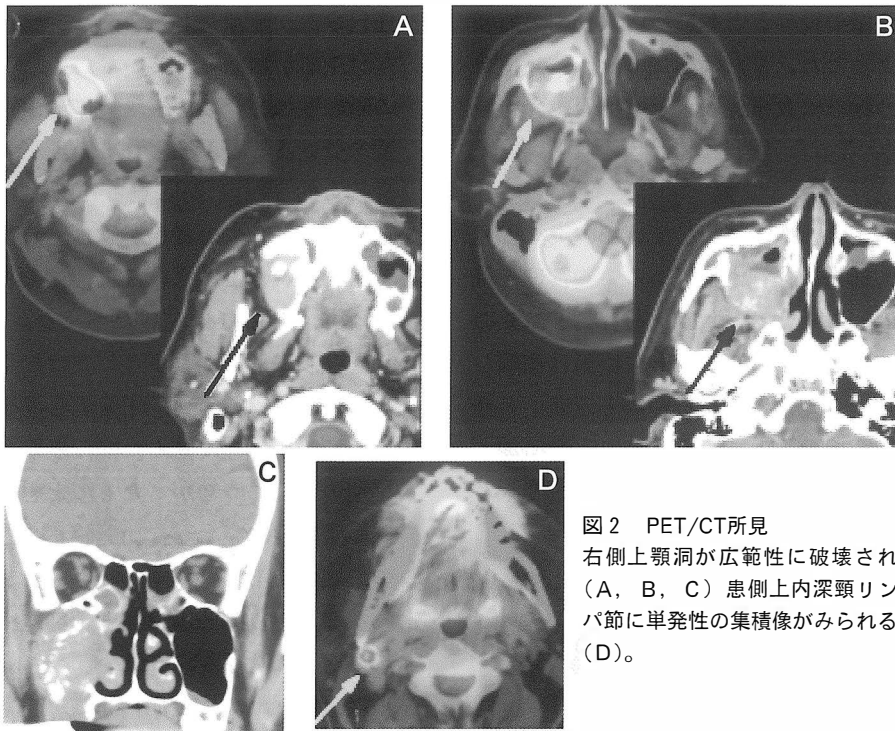 A
B
C
D
図2 PET/CT所見
右側上顎洞が広範性に破壊され
(A, B, C)患側上内深頸リン
パ節に単発性の集積像がみられる
(D)。